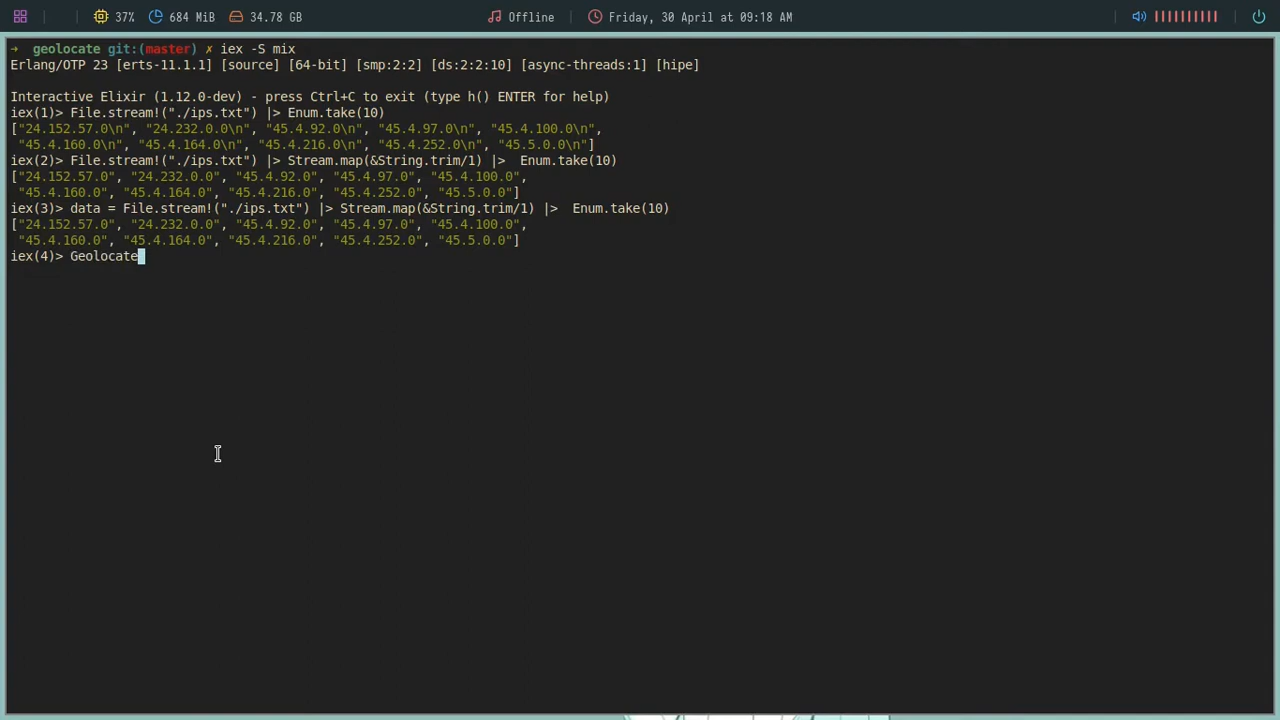 37% 684 MiB 34.78 GB Offline Friday, 30 April at 09:18 AM
→ geolocate git:(master) ✗ iex -S mix
Erlang/OTP 23 [erts-11.1.1] [source] [64-bit] [smp:2:2] [ds:2:2:10] [async-threads:1] [hipe]
Interactive Elixir (1.12.0-dev) - press Ctrl+C to exit (type h() ENTER for help)
iex(1)> File.stream!("./ips.txt") |> Enum.take(10)
["24.152.57.0\n", "24.232.0.0\n", "45.4.92.0\n", "45.4.97.0\n", "45.4.100.0\n",
 "45.4.160.0\n", "45.4.164.0\n", "45.4.216.0\n", "45.4.252.0\n", "45.5.0.0\n"]
iex(2)> File.stream!("./ips.txt") |> Stream.map(&String.trim/1) |>  Enum.take(10)
["24.152.57.0", "24.232.0.0", "45.4.92.0", "45.4.97.0", "45.4.100.0",
 "45.4.160.0", "45.4.164.0", "45.4.216.0", "45.4.252.0", "45.5.0.0"]
iex(3)> data = File.stream!("./ips.txt") |> Stream.map(&String.trim/1) |>  Enum.take(10)
["24.152.57.0", "24.232.0.0", "45.4.92.0", "45.4.97.0", "45.4.100.0",
 "45.4.160.0", "45.4.164.0", "45.4.216.0", "45.4.252.0", "45.5.0.0"]
iex(4)> Geolocate